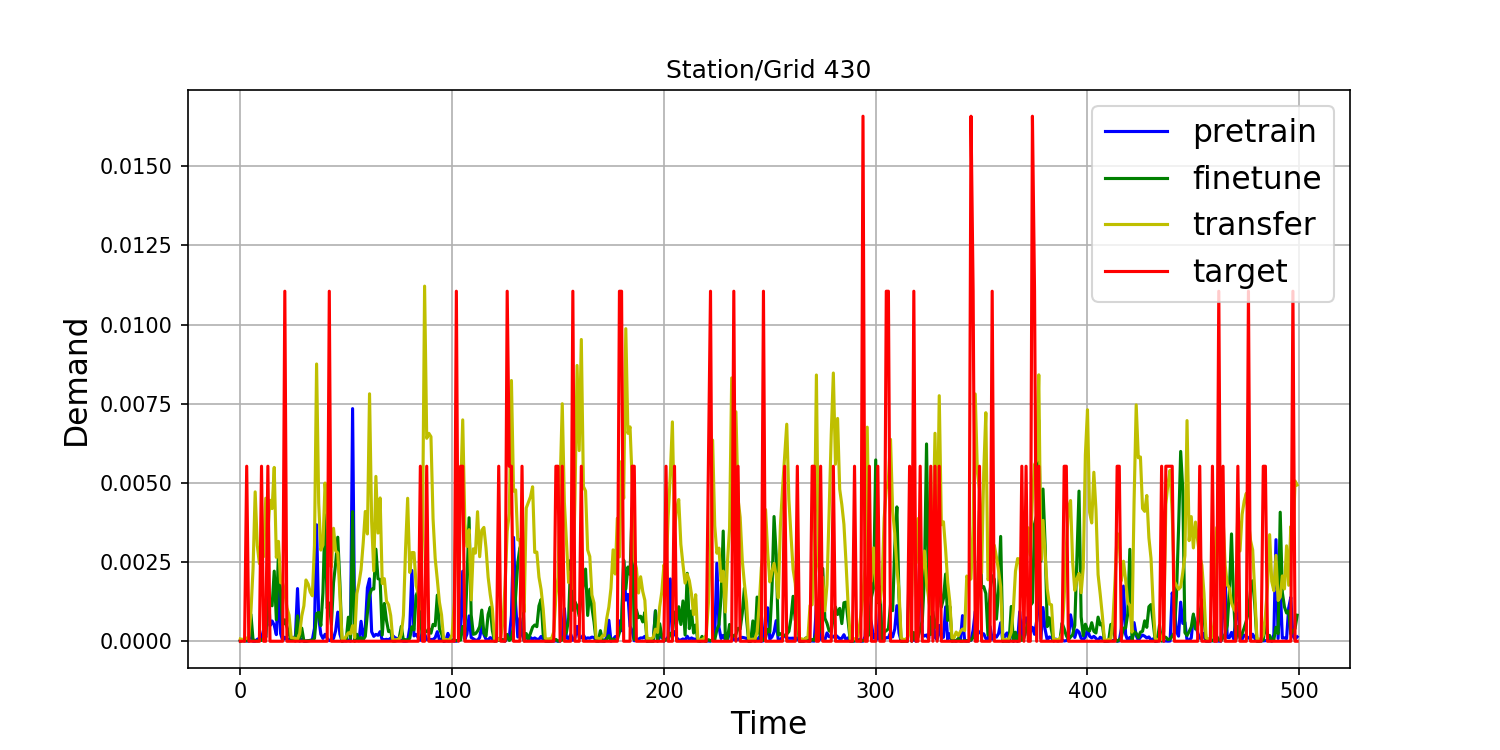 Station/Grid 430
pretrain
finetune
transfer
target
Demand
0.0150
0.0125
0.0100
0.0075
0.0050
0.0025
0.0000
0 100 200 300 400 500
Time